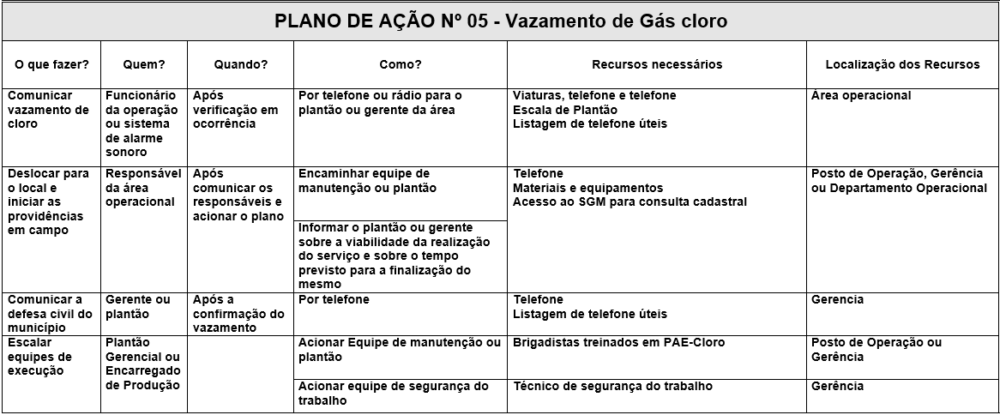 PLANO DE AÇÃO Nº 05 - Vazamento de Gás cloro
O que fazer?
Quem?
Quando?
Como?
Recursos necessários
Localização dos Recursos
Comunicar
vazamento de
cloro
Funcionário
da operação
ou sistema
de alarme
sonoro
Após
verificação em
ocorrência
Por telefone ou rádio para o
plantão ou gerente da área
Viaturas, telefone e telefone
Escala de Plantão
Listagem de telefone úteis
Área operacional
Deslocar para
o local e
iniciar as
providências
em campo
Responsável
da área
operacional
Após
comunicar os
responsáveis e
acionar o plano
Encaminhar equipe de
manutenção ou plantão
Informar o plantão ou gerente
sobre a viabilidade da realização
do serviço e sobre o tempo
previsto para a finalização do
mesmo
Telefone
Materiais e equipamentos
Acesso ao SGM para consulta cadastral
Posto de Operação, Gerência
ou Departamento Operacional
Comunicar a
defesa civil do
município
Gerente ou
plantão
Após a
confirmação do
vazamento
Por telefone
Telefone
Listagem de telefone úteis
Gerencia
Escalar
equipes de
execução
Plantão
Gerencial ou
Encarregado
de Produção
Acionar Equipe de manutenção ou
plantão
Brigadistas treinados em PAE-Cloro
Posto de Operação ou
Gerência
Acionar equipe de segurança do
trabalho
Técnico de segurança do trabalho
Gerência